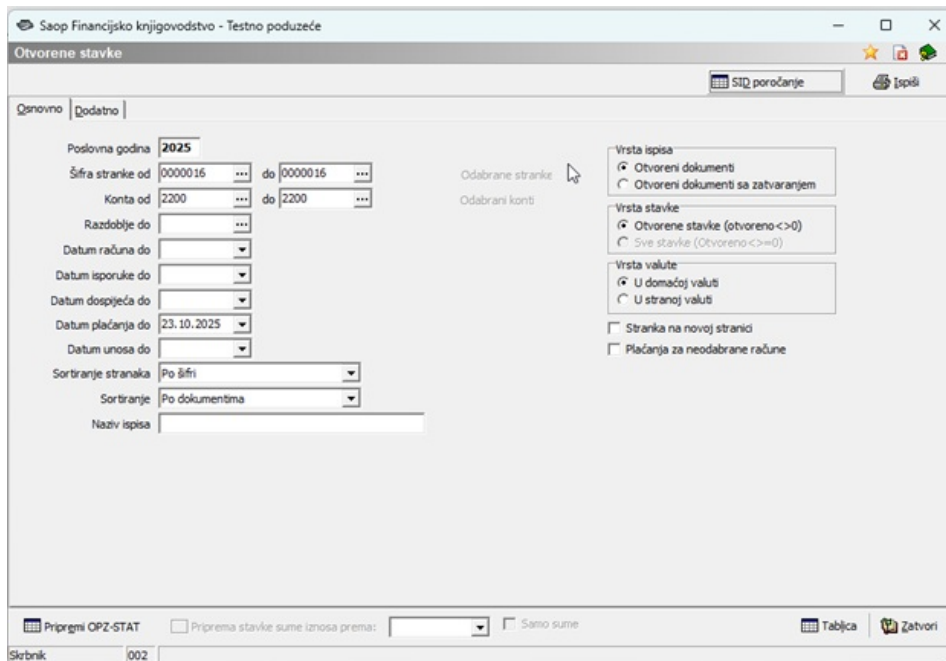 Saop Financijsko knjigovodstvo - Testno poduzeće
Otvorene stavke
SID poročanje
Ispiši
Osnovno
Dodatno
Poslovna godina 2025
Šifra stranke od 0000016 ... do 0000016 ...
Odabrane stranke
Konta od 2200 ... do 2200 ...
Odabrani konti
Razdoblje do ...
Datum računa do
Datum isporuke do
Datum dospijeća do
Datum plaćanja do 23.10.2025
Datum unosa do
Sortiranje stranaka Po šifri
Sortiranje Po dokumentima
Naziv ispisa
Vrsta ispisa
Otvoreni dokumenti
Otvoreni dokumenti sa zatvaranjem
Vrsta stavke
Otvorene stavke (otvoreno<>0)
Sve stavke (Otvoreno<>=0)
Vrsta valute
U domaćoj valuti
U stranoj valuti
Stranka na novoj stranici
Plaćanja za neodabrane račune
Pripremi OPZ-STAT
Priprema stavke sume iznosa prema:
Samo sume
Tablica
Zatvori
Skrbnik 002